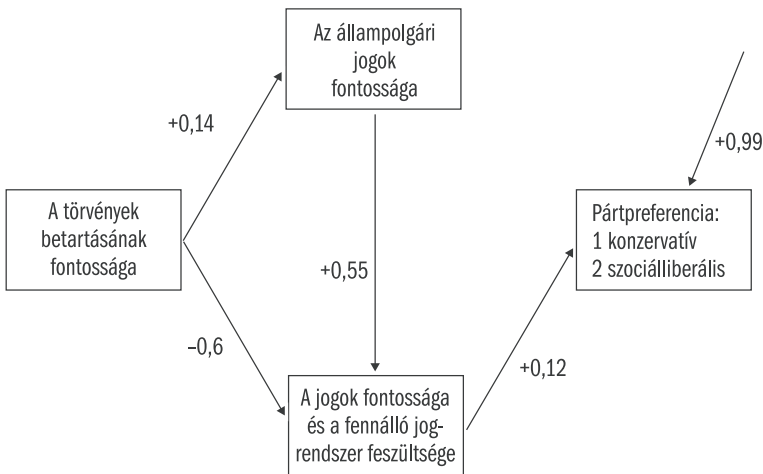 Az állampolgári
jogok
fontossága
+0,14
+0,99
A törvények
betartásának
fontossága
Pártpreferencia:
1 konzervatív
2 szociálliberális
+0,55
–0,6
+0,12
A jogok fontossága
és a fennálló jog-
rendszer feszültsége